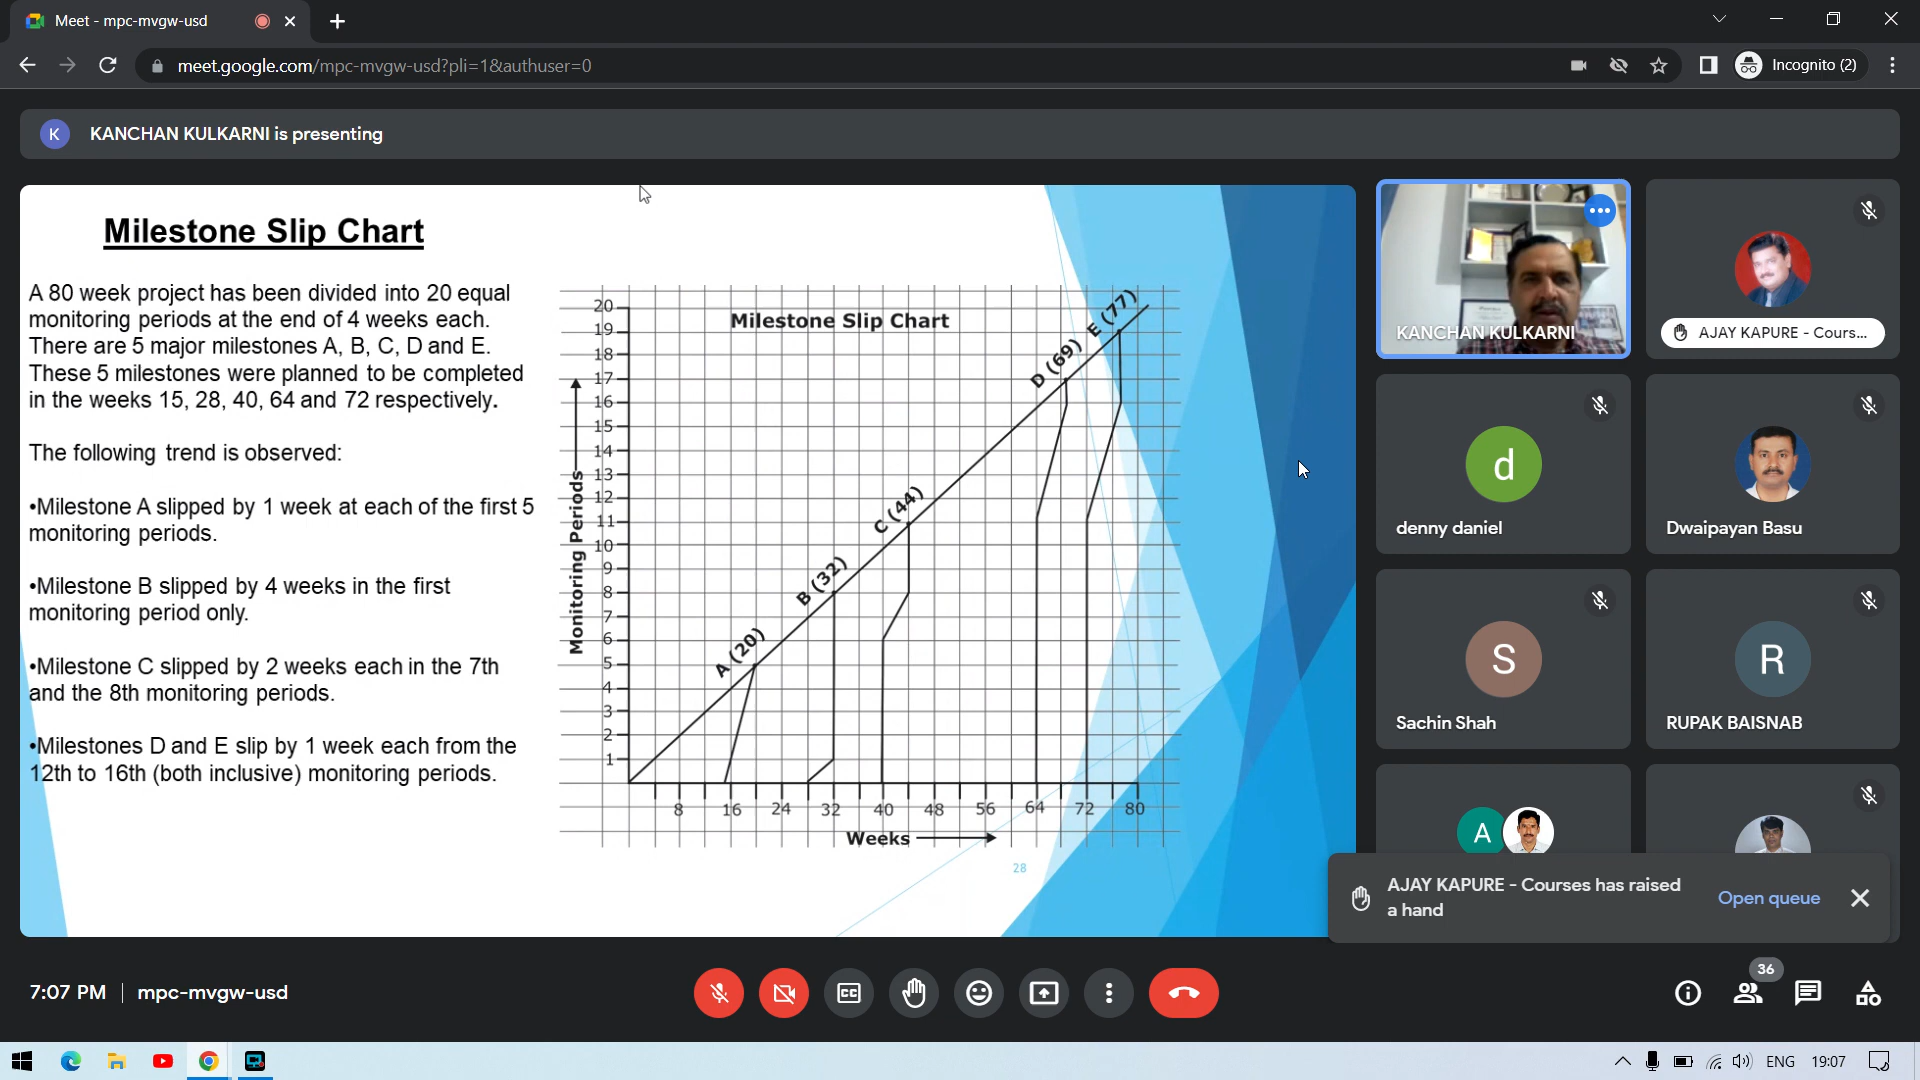 Meet - mpc-mvgw-usd
meet.google.com/mpc-mvgw-usd?pli=1&authuser=0
Incognito (2)
K
KANCHAN KULKARNI is presenting
Milestone Slip Chart
A 80 week project has been divided into 20 equal
monitoring periods at the end of 4 weeks each.
There are 5 major milestones A, B, C, D and E.
These 5 milestones were planned to be completed
in the weeks 15, 28, 40, 64 and 72 respectively.
The following trend is observed:
•Milestone A slipped by 1 week at each of the first 5
monitoring periods.
•Milestone B slipped by 4 weeks in the first
monitoring period only.
•Milestone C slipped by 2 weeks each in the 7th
and the 8th monitoring periods.
•Milestones D and E slip by 1 week each from the
12th to 16th (both inclusive) monitoring periods.
Milestone Slip Chart
Monitoring Periods
20
19
18
17
16
15
14
13
12
11
10
9
8
7
6
5
4
3
2
1
A (20)
B (32)
C (44)
D (69)
E (77)
8 16 24 32 40 48 56 64 72 80
Weeks
28
KANCHAN KULKARNI
AJAY KAPURE - Cours...
d
denny daniel
Dwaipayan Basu
S
Sachin Shah
R
RUPAK BAISNAB
A
AJAY KAPURE - Courses has raised
a hand
Open queue
7:07 PM | mpc-mvgw-usd
CC
36
ENG 19:07